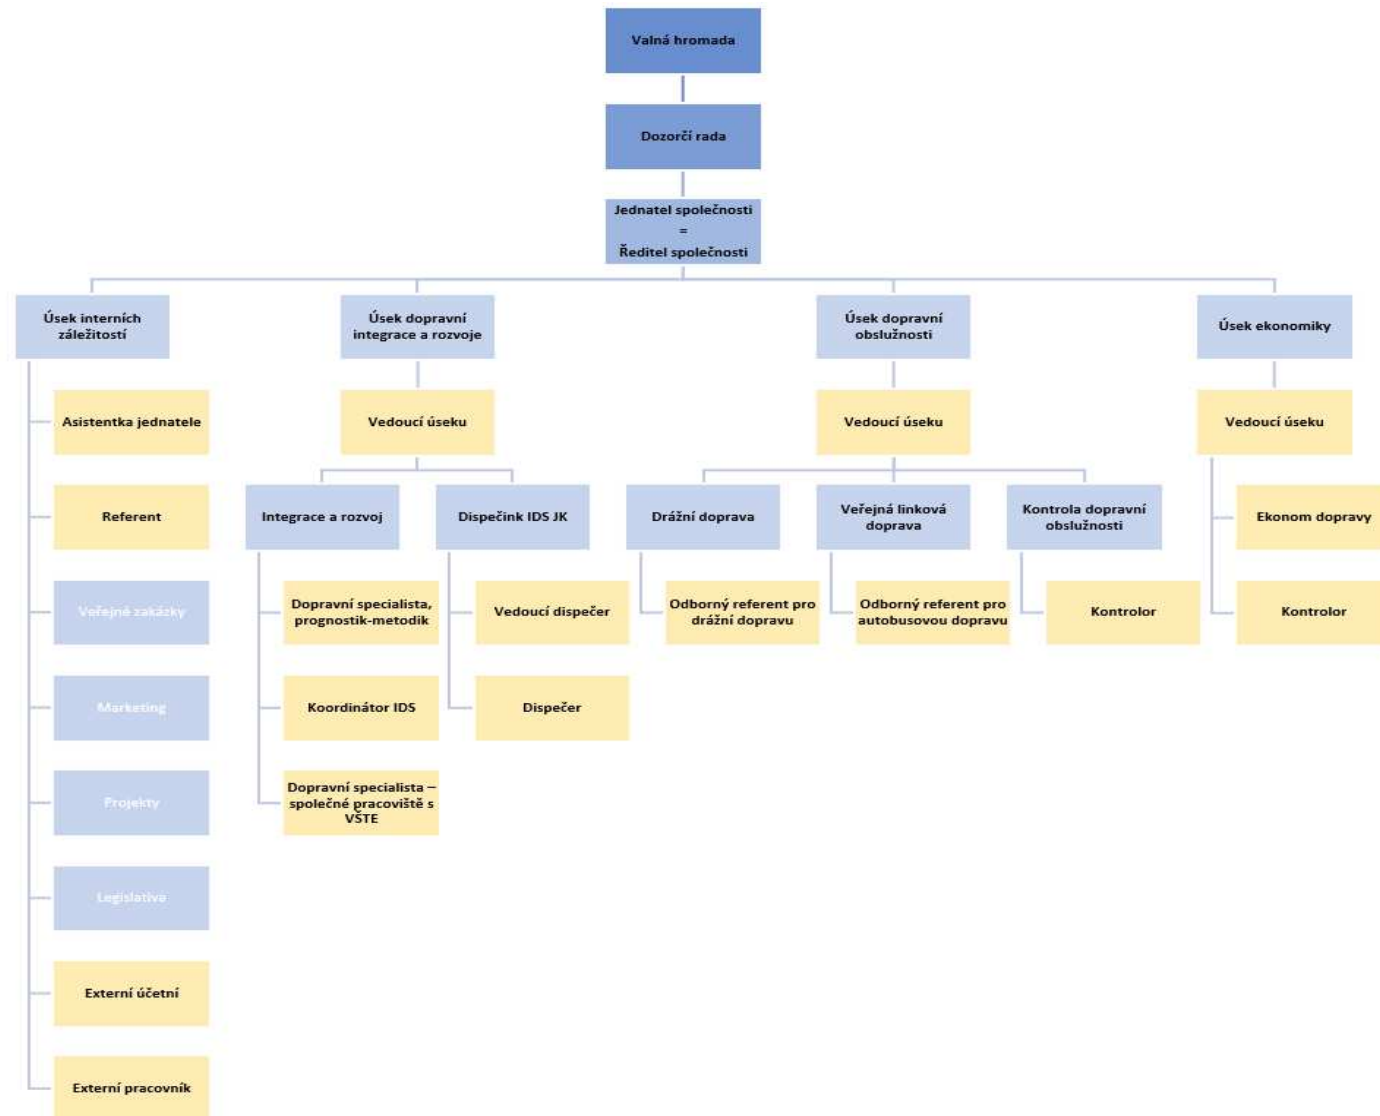 Valná hromada
Dozorčí rada
Jednatel společnosti
=
Ředitel společnosti
Úsek interních
záležitostí
Úsek dopravní
integrace a rozvoje
Úsek dopravní
obslužnosti
Úsek ekonomiky
Asistentka jednatele
Vedoucí úseku
Vedoucí úseku
Vedoucí úseku
Referent
Integrace a rozvoj
Dispečink IDS JK
Drážní doprava
Veřejná linková
doprava
Kontrola dopravní
obslužnosti
Ekonom dopravy
Veřejné zakázky
Dopravní specialista,
prognostik-metodik
Vedoucí dispečer
Odborný referent pro
drážní dopravu
Odborný referent pro
autobusovou dopravu
Kontrolor
Kontrolor
Marketing
Koordinátor IDS
Dispečer
Projekty
Dopravní specialista –
společné pracoviště s
VŠTE
Legislativa
Externí účetní
Externí pracovník